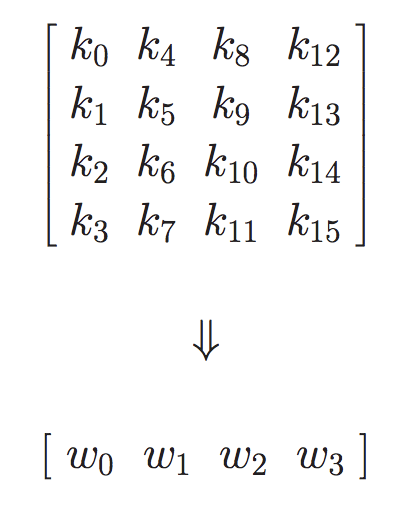 [ k₀ k₄ k₈ k₁₂ ]
[ k₁ k₅ k₉ k₁₃ ]
[ k₂ k₆ k₁₀ k₁₄ ]
[ k₃ k₇ k₁₁ k₁₅ ]
⇓
[ w₀ w₁ w₂ w₃ ]